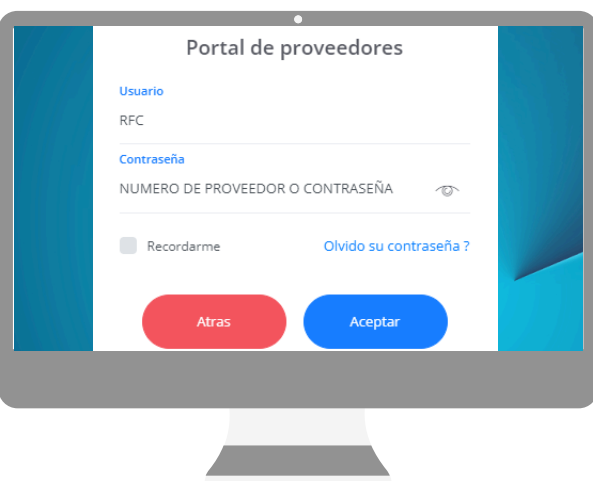 Portal de proveedores
Usuario
RFC
Contraseña
NUMERO DE PROVEEDOR O CONTRASEÑA
Recordarme Olvido su contraseña ?
Atras Aceptar